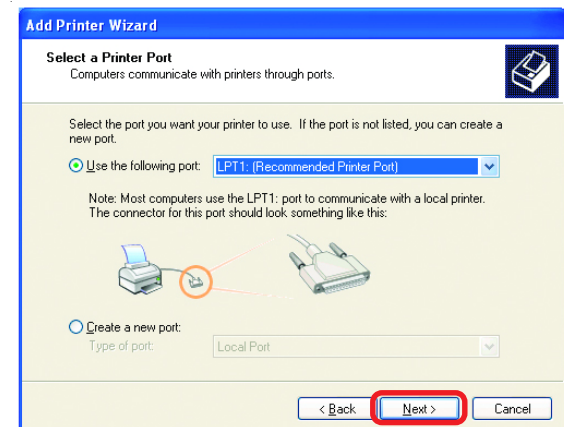 Add Printer Wizard
Select a Printer Port
Computers communicate with printers through ports.
Select the port you want your printer to use.  If the port is not listed, you can create a
new port.
Use the following port:
LPT1: (Recommended Printer Port)
Note: Most computers use the LPT1: port to communicate with a local printer.
The connector for this port should look something like this:
Create a new port:
Type of port:
Local Port
< Back
Next >
Cancel